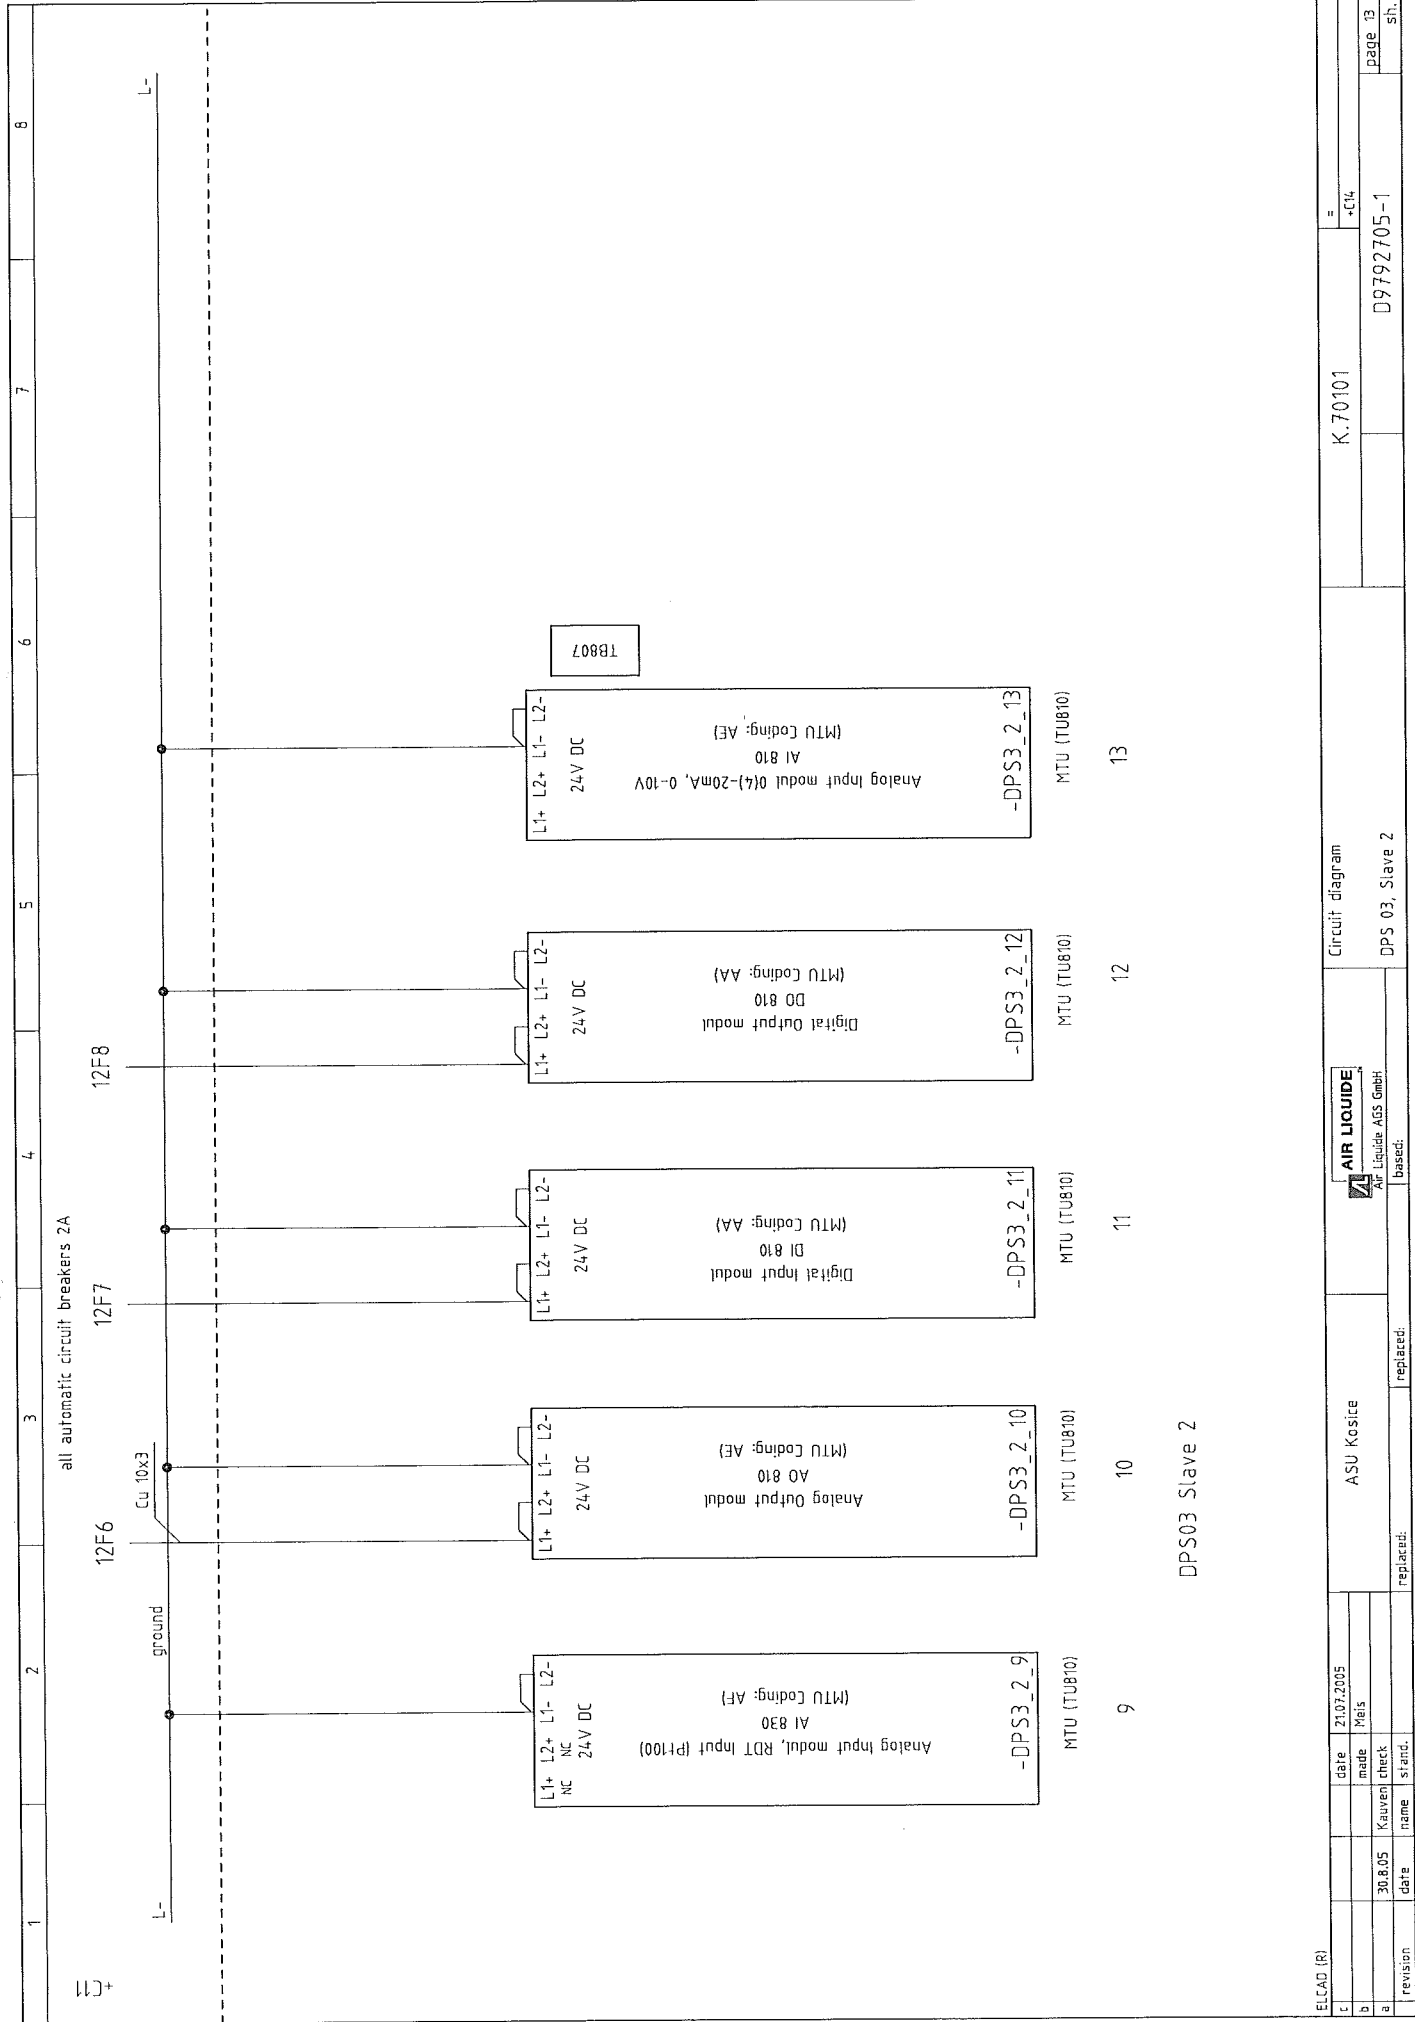 1 2 3 4 5 6 7 8
+C11
all automatic circuit breakers 2A
12F6 12F7 12F8
L- ground Cu 10x3 L-
L1+ L2+ L1- L2-
NC NC
24V DC
Analog Input modul, RDT Input (Pt100)
AI 830
(MTU Coding: AF)
-DPS3_2_9
MTU (TU810)
9
L1+ L2+ L1- L2-
24V DC
Analog Output modul
AO 810
(MTU Coding: AE)
-DPS3_2_10
MTU (TU810)
10
L1+ L2+ L1- L2-
24V DC
Digital Input modul
DI 810
(MTU Coding: AA)
-DPS3_2_11
MTU (TU810)
11
L1+ L2+ L1- L2-
24V DC
Digital Output modul
DO 810
(MTU Coding: AA)
-DPS3_2_12
MTU (TU810)
12
L1+ L2+ L1- L2-
24V DC
Analog Input modul 0(4)-20mA, 0-10V
AI 810
(MTU Coding: AE)
-DPS3_2_13
MTU (TU810)
13
TB807
DPS03 Slave 2
ELCAD (R)
c
b
a 30.8.05 Kauven
revision date name
date 21.07.2005
made Meis
check
stand.
ASU Kosice
replaced: replaced: based:
AIR LIQUIDE
Air Liquide AGS GmbH
Circuit diagram
DPS 03, Slave 2
K.70101
=
+C14
D9792705-1
page 13
sh.